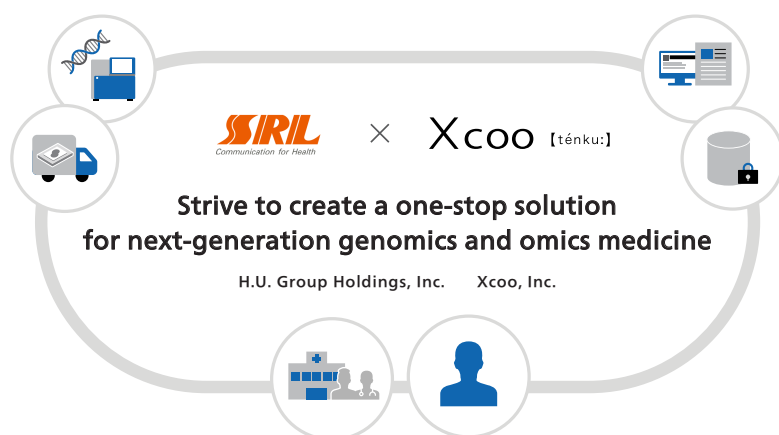 SRL × Xcoo 【ténku:】
Communication for Health
Strive to create a one-stop solution
for next-generation genomics and omics medicine
H.U. Group Holdings, Inc. Xcoo, Inc.